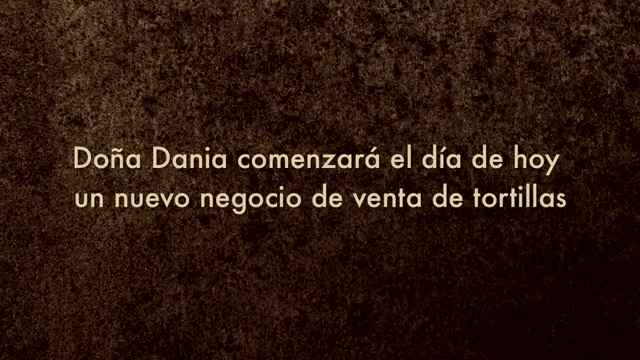 Doña Dania comenzará el día de hoy
un nuevo negocio de venta de tortillas